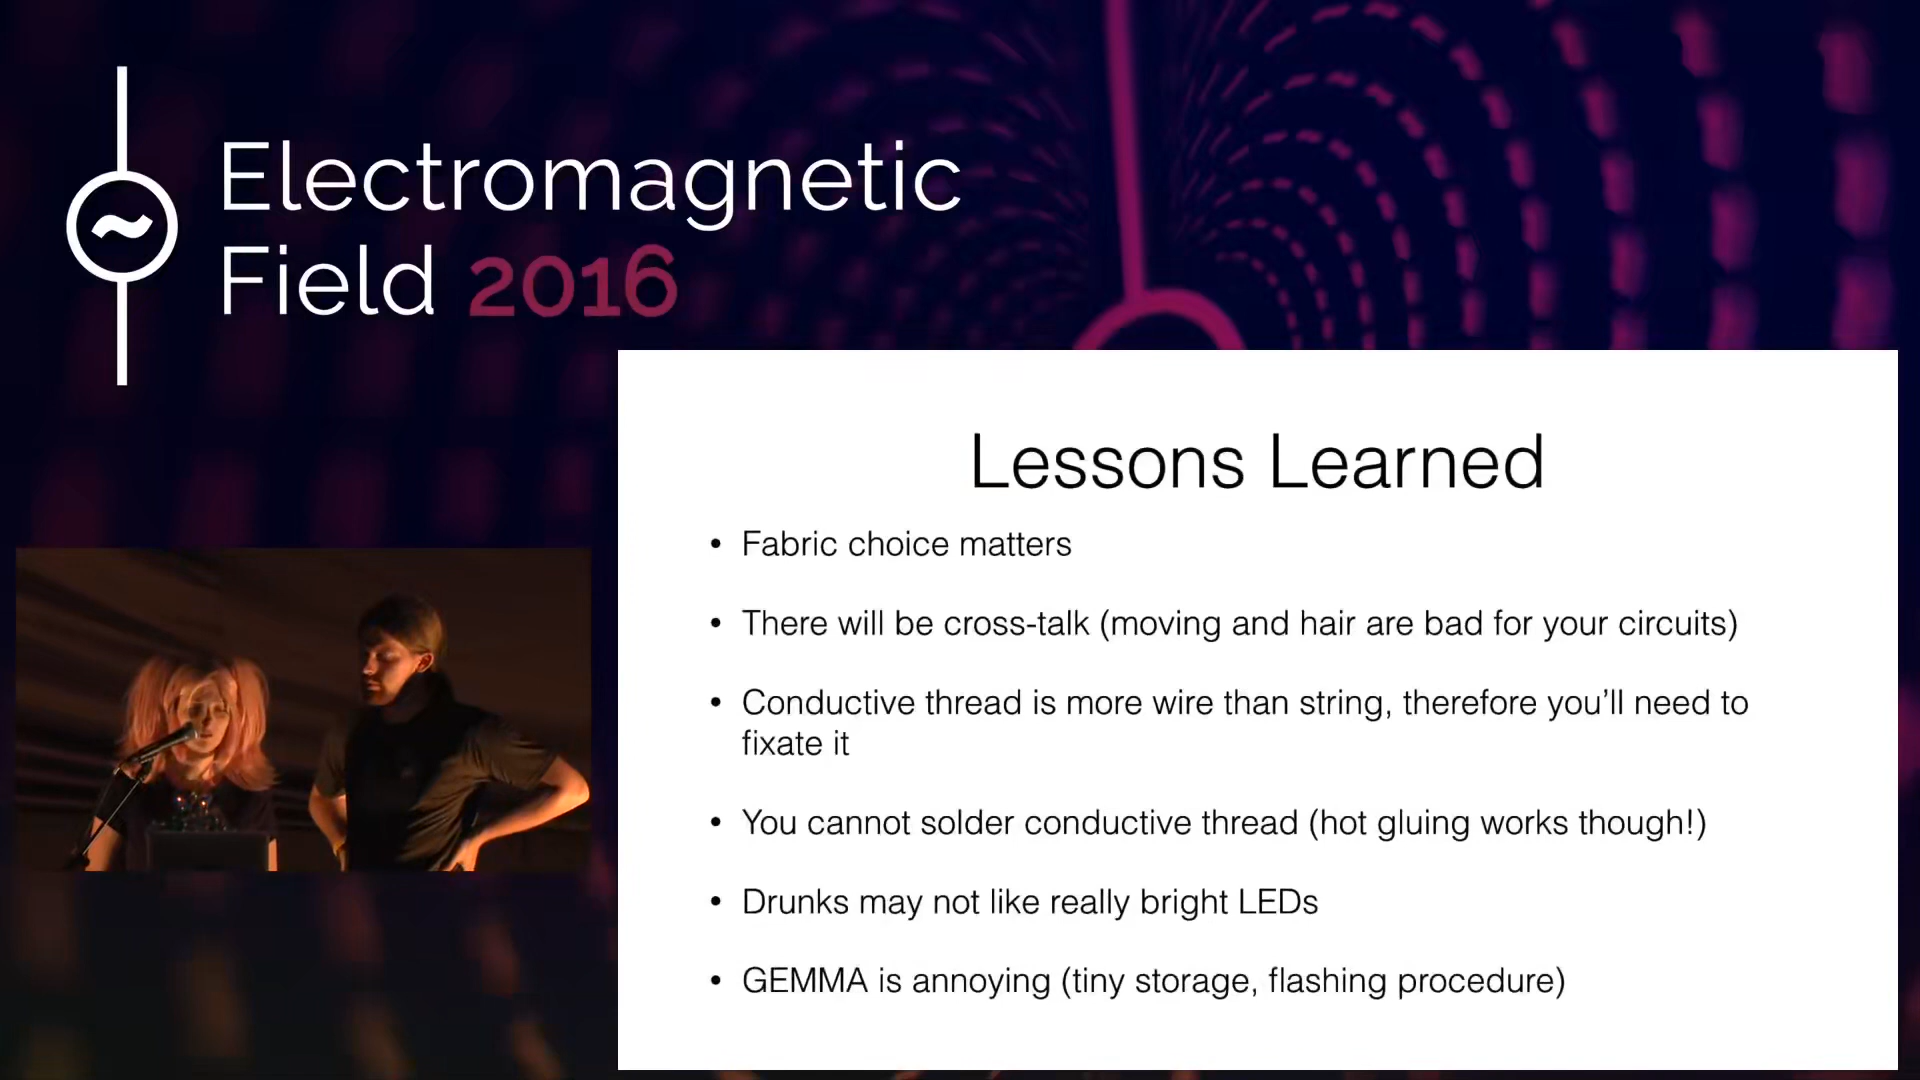 Electromagnetic
Field 2016
Lessons Learned
• Fabric choice matters
• There will be cross-talk (moving and hair are bad for your circuits)
• Conductive thread is more wire than string, therefore you’ll need to
fixate it
• You cannot solder conductive thread (hot gluing works though!)
• Drunks may not like really bright LEDs
• GEMMA is annoying (tiny storage, flashing procedure)